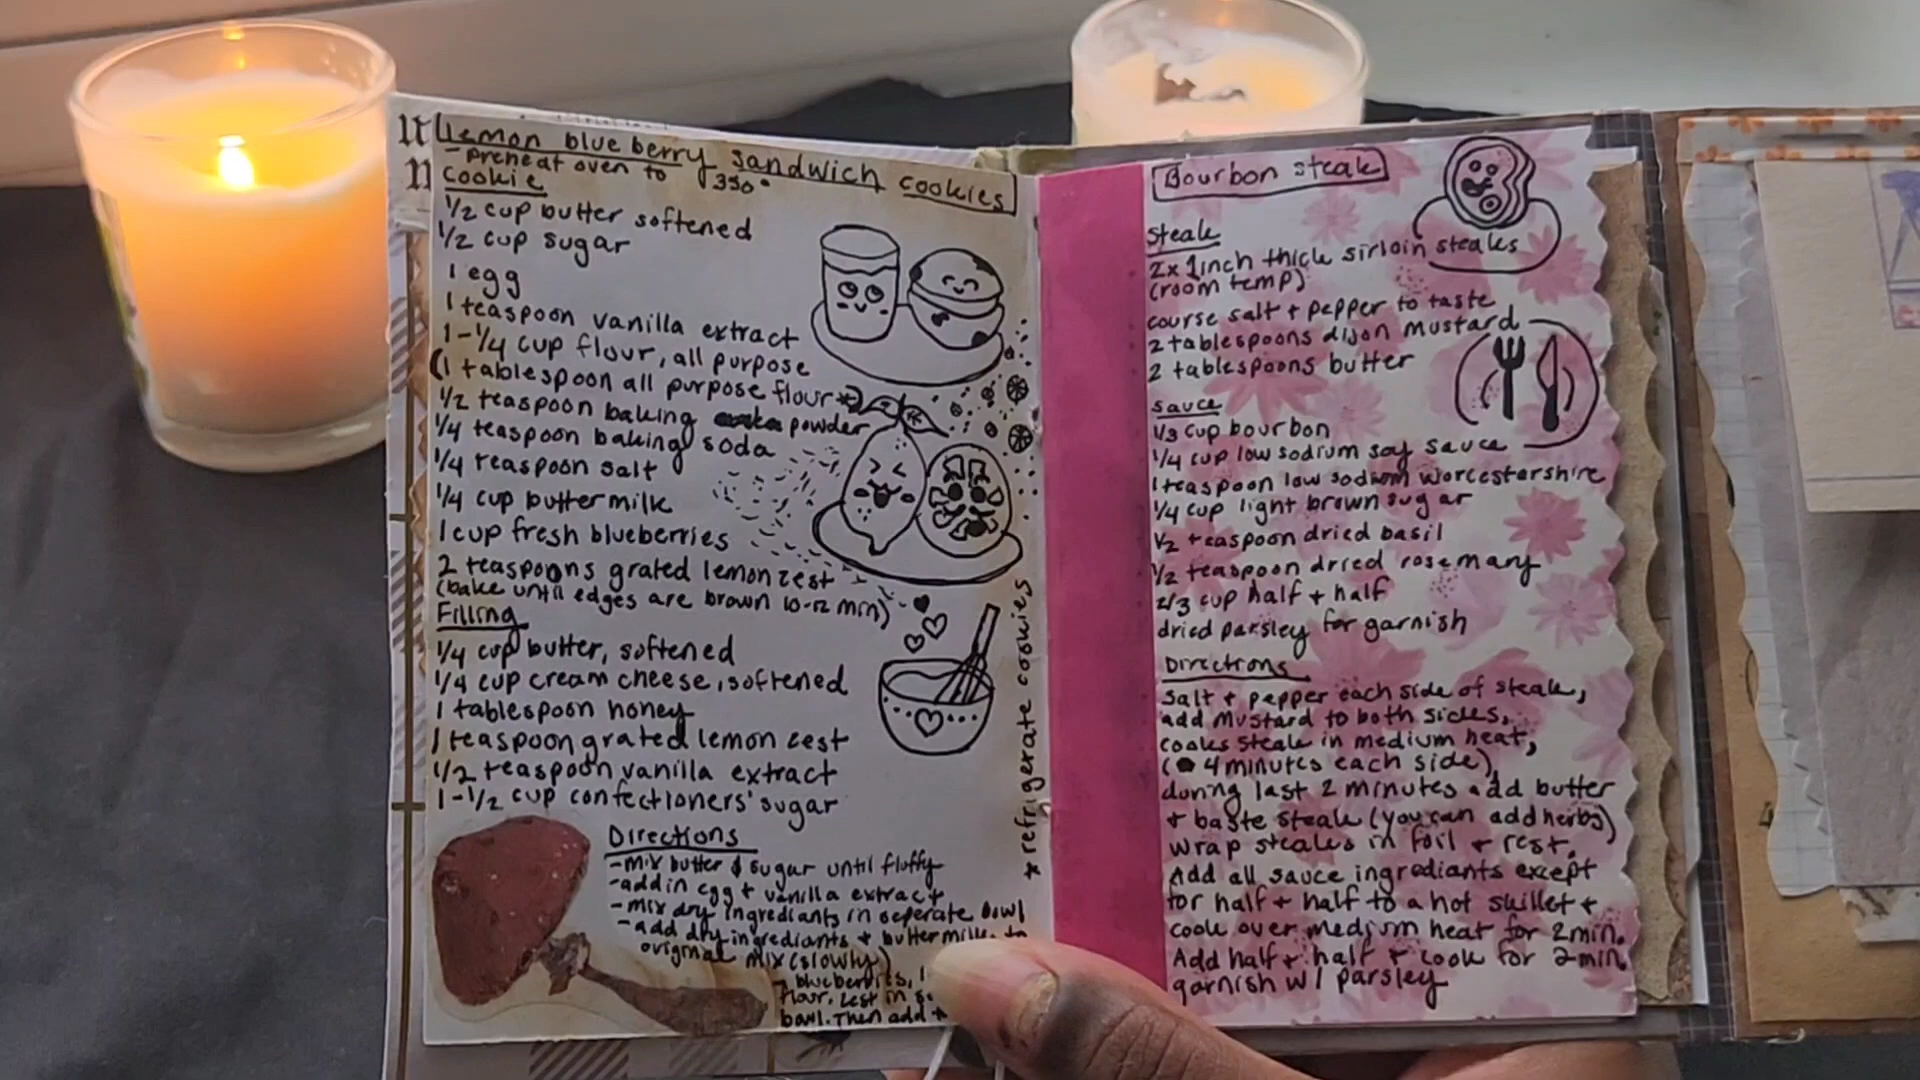 Lemon blueberry sandwich cookies
- Preheat oven to 350°
Cookie
1/2 cup butter softened
1/2 cup sugar
1 egg
1 teaspoon vanilla extract
1-1/4 cup flour, all purpose
(1 tablespoon all purpose flour*)
1/2 teaspoon baking powder
1/4 teaspoon baking soda
1/4 teaspoon salt
1/4 cup buttermilk
1 cup fresh blueberries
2 teaspoons grated lemon zest
(bake until edges are brown 10-12 min)
Filling
1/4 cup butter, softened
1/4 cup cream cheese, softened
1 tablespoon honey
1 teaspoon grated lemon zest
1/2 teaspoon vanilla extract
1-1/2 cup confectioners' sugar
* refrigerate cookies
Directions
- mix butter & sugar until fluffy
- add in egg + vanilla extract
- mix dry ingrediants in seperate bowl
- add dry ingrediants + buttermilk to
original mix (slowly)
- blueberries, 1
flour, zest in
bowl. Then add
Bourbon steak
Steak
2x 1inch thick sirloin steaks
(room temp)
course salt + pepper to taste
2 tablespoons dijon mustard
2 tablespoons butter
sauce
1/3 cup bourbon
1/4 cup low sodium soy sauce
1 teaspoon low sodium worcestarshire
1/4 cup light brown sugar
1/2 teaspoon dried basil
1/2 teaspoon dried rosemary
2/3 cup half + half
dried parsley for garnish
Directions
Salt + pepper each side of steak,
add mustard to both sides,
cooks steak in medium heat,
(4 minutes each side)
during last 2 minutes add butter
+ baste steak (you can add herbs)
wrap steaks in foil + rest.
Add all sauce ingrediants except
for half + half to a hot skillet +
cook over medium heat for 2 min.
Add half + half + cook for 2 min.
garnish w/ parsley